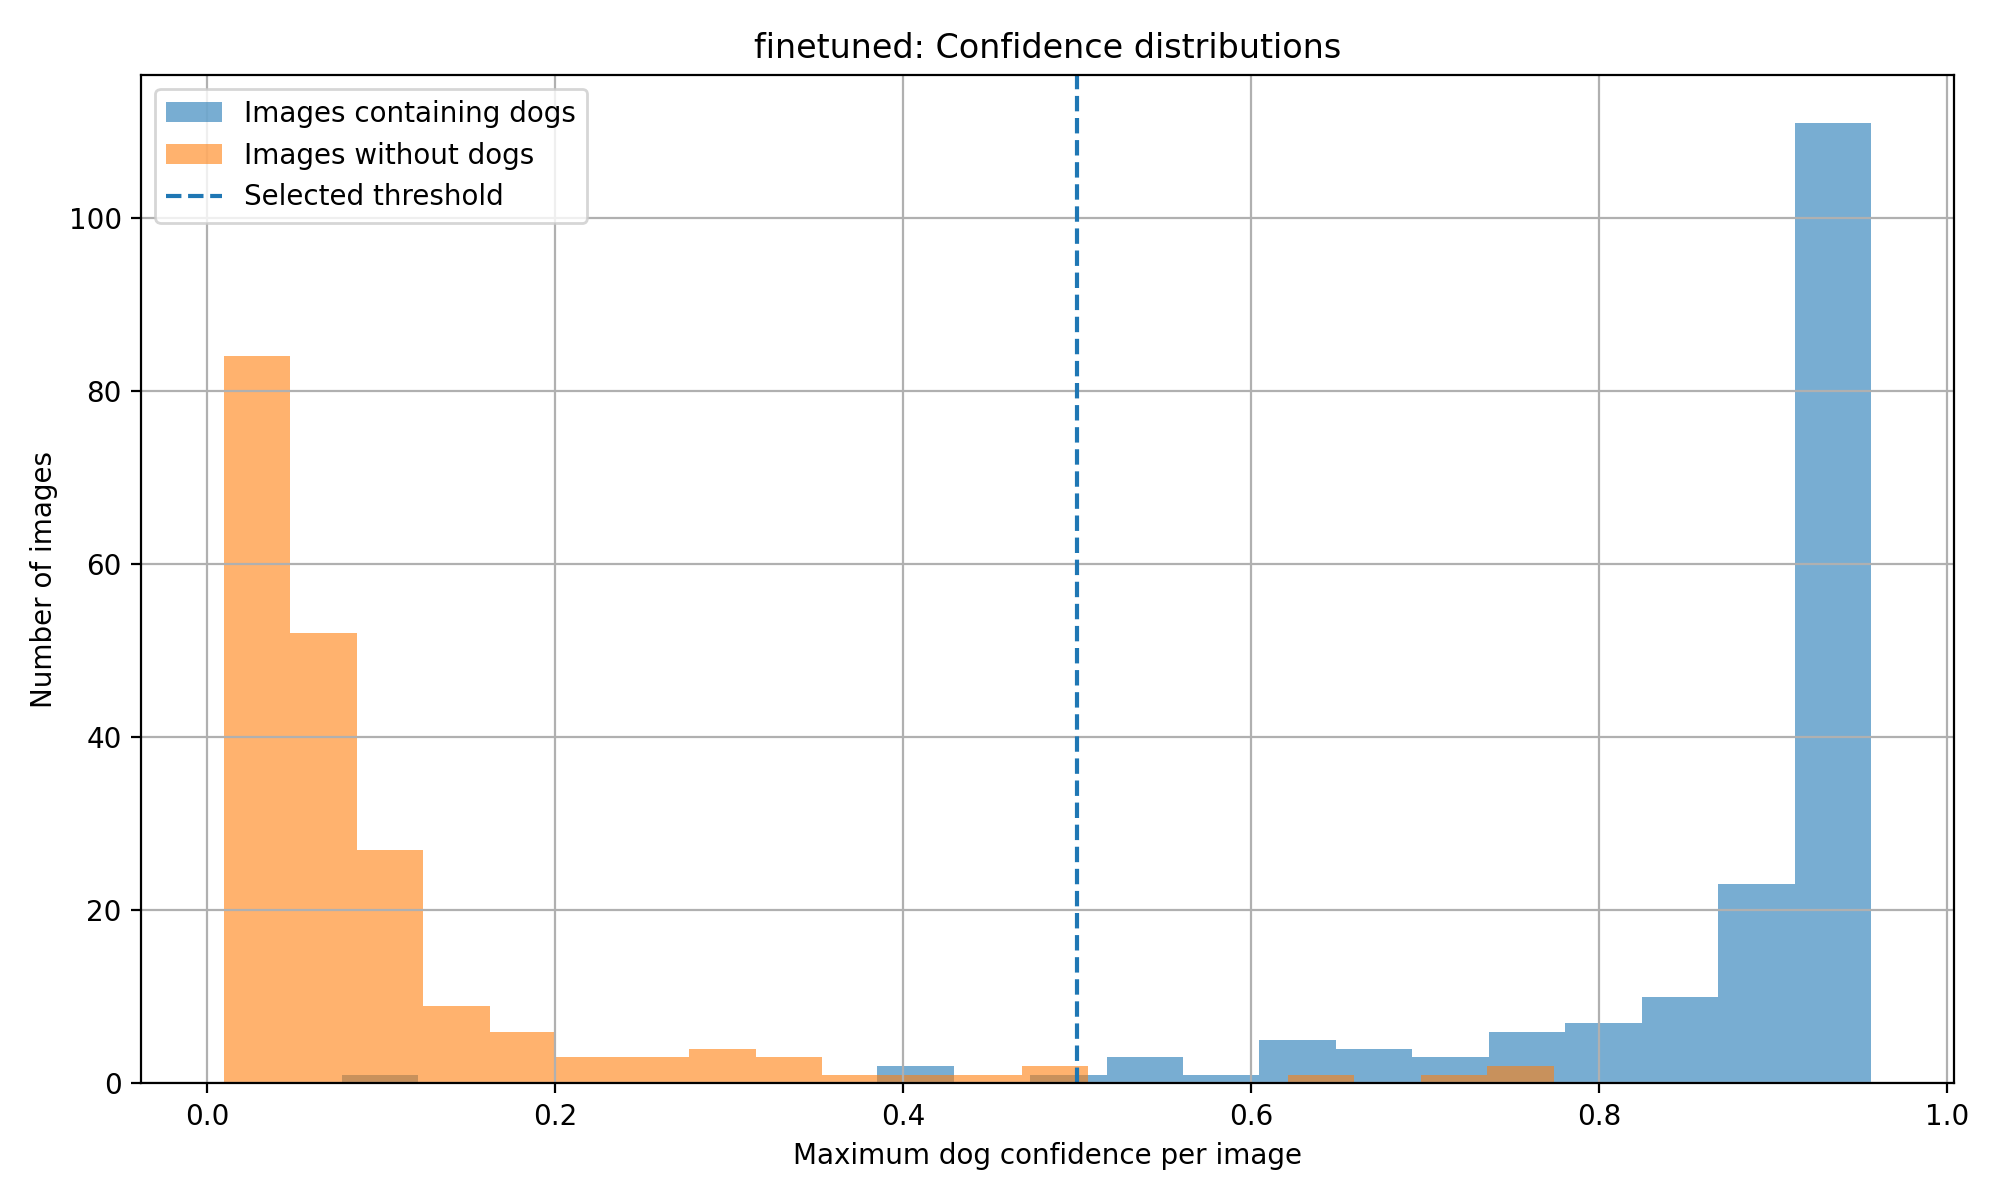 finetuned: Confidence distributions
Images containing dogs
Images without dogs
Selected threshold
100
80
60
40
20
0
Number of images
0.0 0.2 0.4 0.6 0.8 1.0
Maximum dog confidence per image